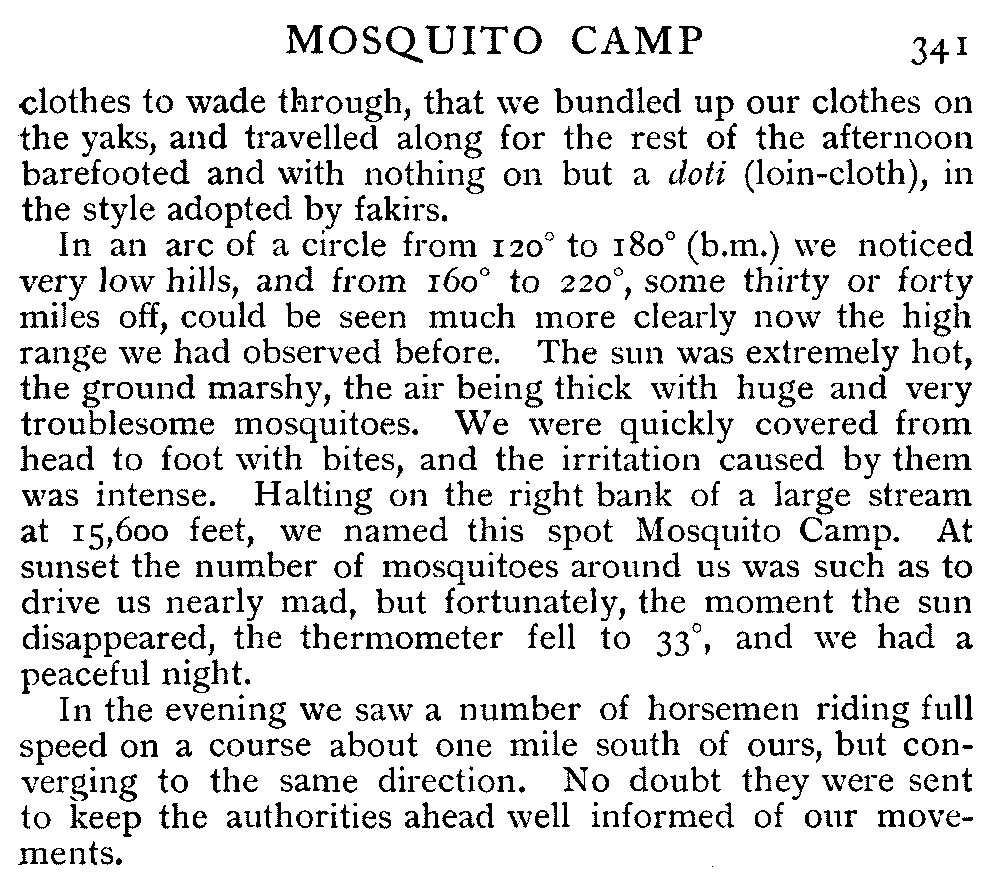 MOSQUITO CAMP 341
clothes to wade through, that we bundled up our clothes on
the yaks, and travelled along for the rest of the afternoon
barefooted and with nothing on but a doti (loin-cloth), in
the style adopted by fakirs.
In an arc of a circle from 120° to 180° (b.m.) we noticed
very low hills, and from 160° to 220°, some thirty or forty
miles off, could be seen much more clearly now the high
range we had observed before. The sun was extremely hot,
the ground marshy, the air being thick with huge and very
troublesome mosquitoes. We were quickly covered from
head to foot with bites, and the irritation caused by them
was intense. Halting on the right bank of a large stream
at 15,600 feet, we named this spot Mosquito Camp. At
sunset the number of mosquitoes around us was such as to
drive us nearly mad, but fortunately, the moment the sun
disappeared, the thermometer fell to 33°, and we had a
peaceful night.
In the evening we saw a number of horsemen riding full
speed on a course about one mile south of ours, but con-
verging to the same direction. No doubt they were sent
to keep the authorities ahead well informed of our move-
ments.